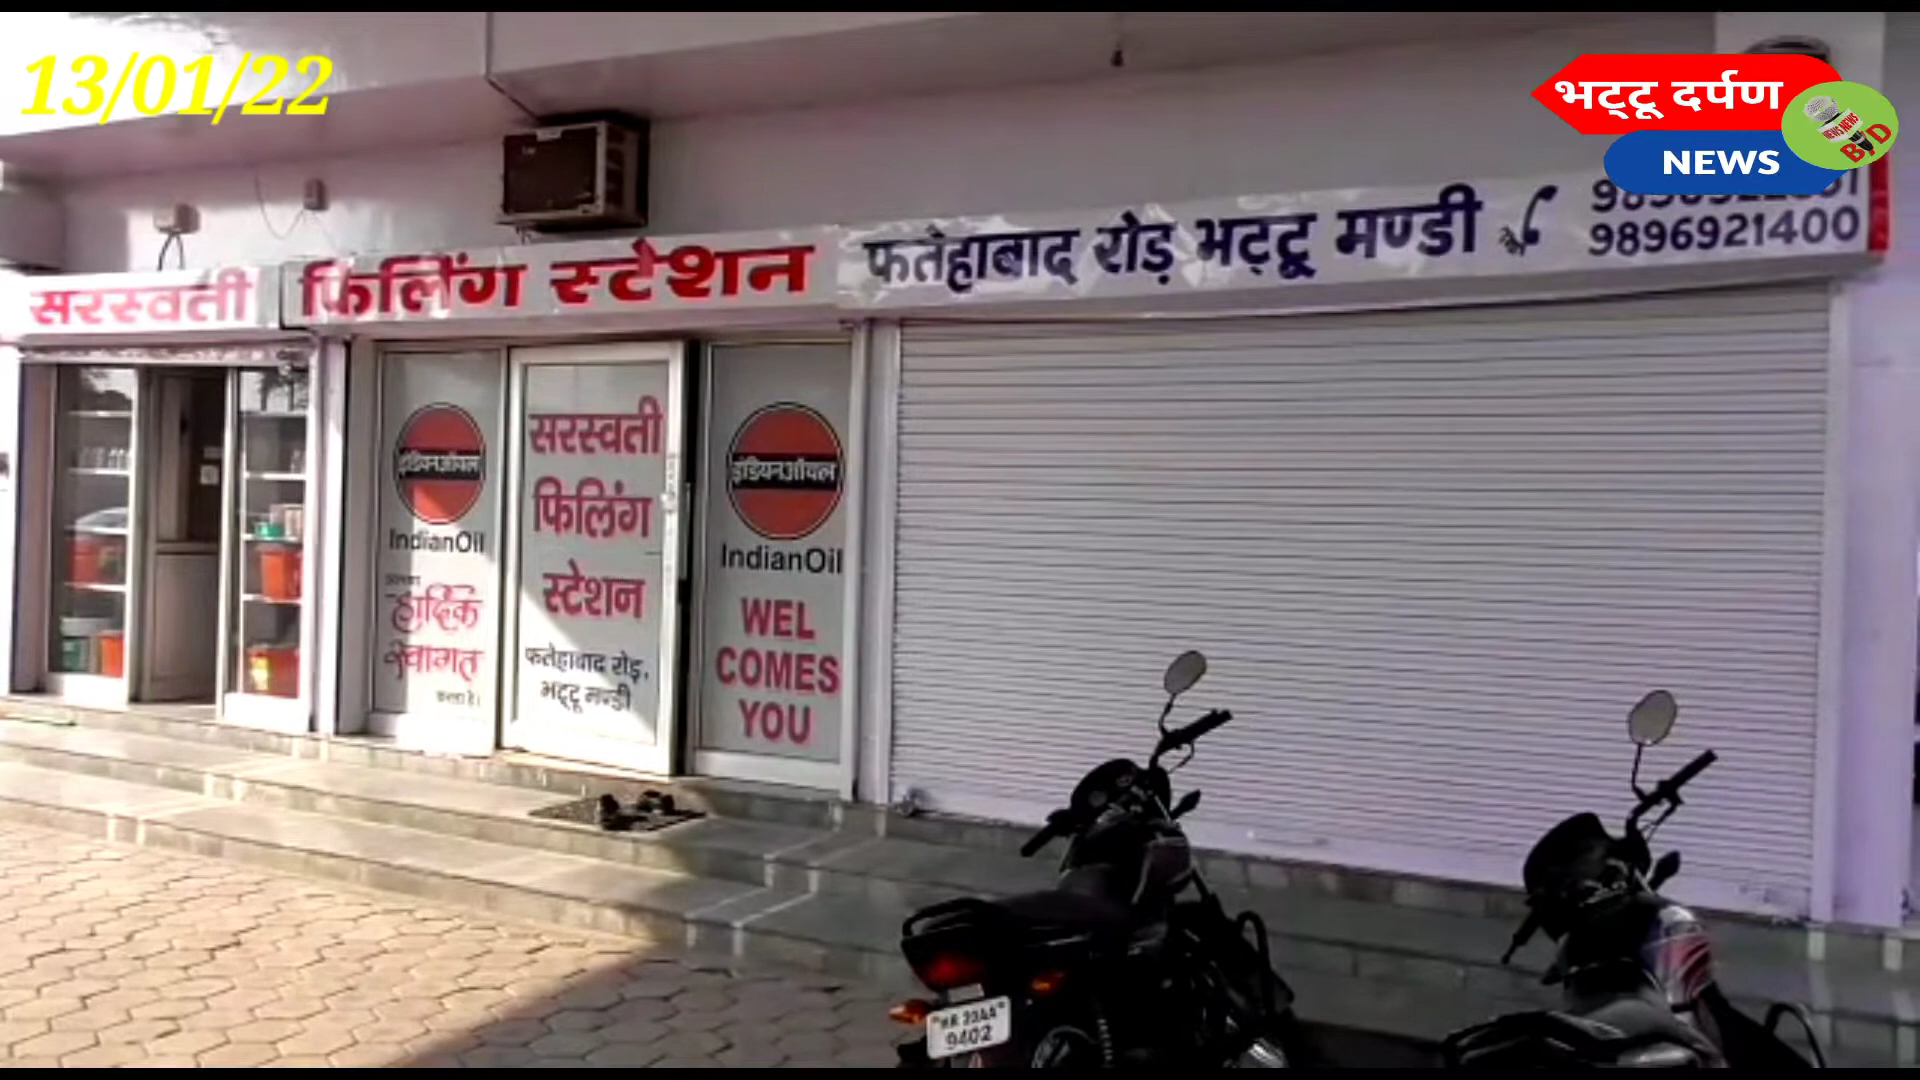 13/01/22
भट्टू दर्पण
NEWS
सरस्वती फिलिंग स्टेशन फतेहाबाद रोड़ भट्टू मण्डी
9896921400
इंडियनऑयल
IndianOil
हार्दिक
स्वागत
करता है।
सरस्वती
फिलिंग
स्टेशन
फतेहाबाद रोड़,
भट्टू मण्डी
इंडियनऑयल
IndianOil
WEL
COMES
YOU
9402